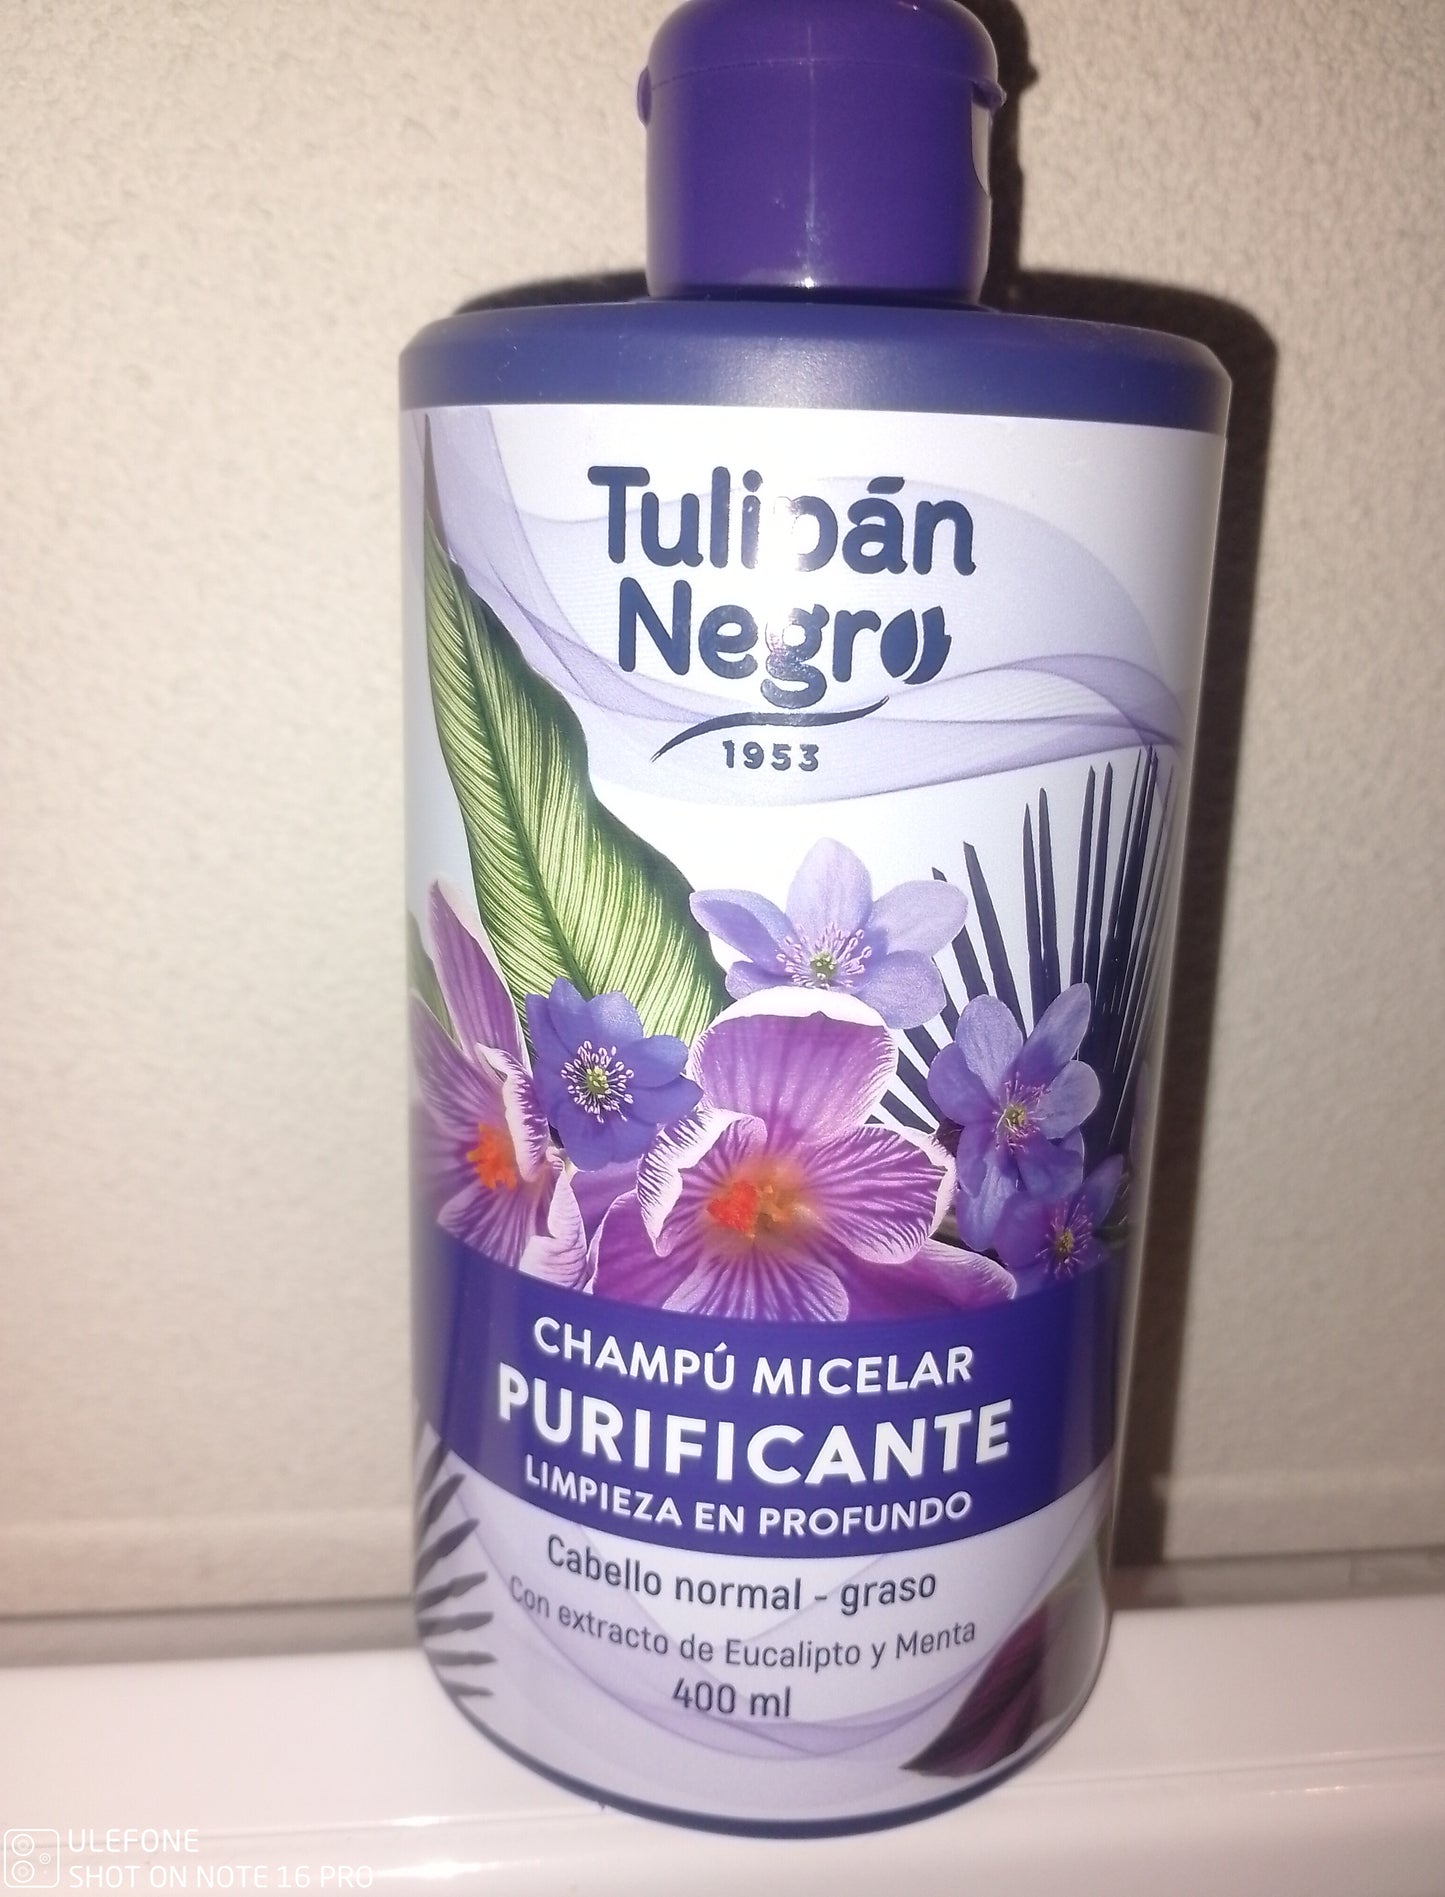 Tulipán
Negro
1953
CHAMPÚ MICELAR
PURIFICANTE
LIMPIEZA EN PROFUNDO
Cabello normal - graso
Con extracto de Eucalipto y Menta
400 ml
ULEFONE
SHOT ON NOTE 16 PRO